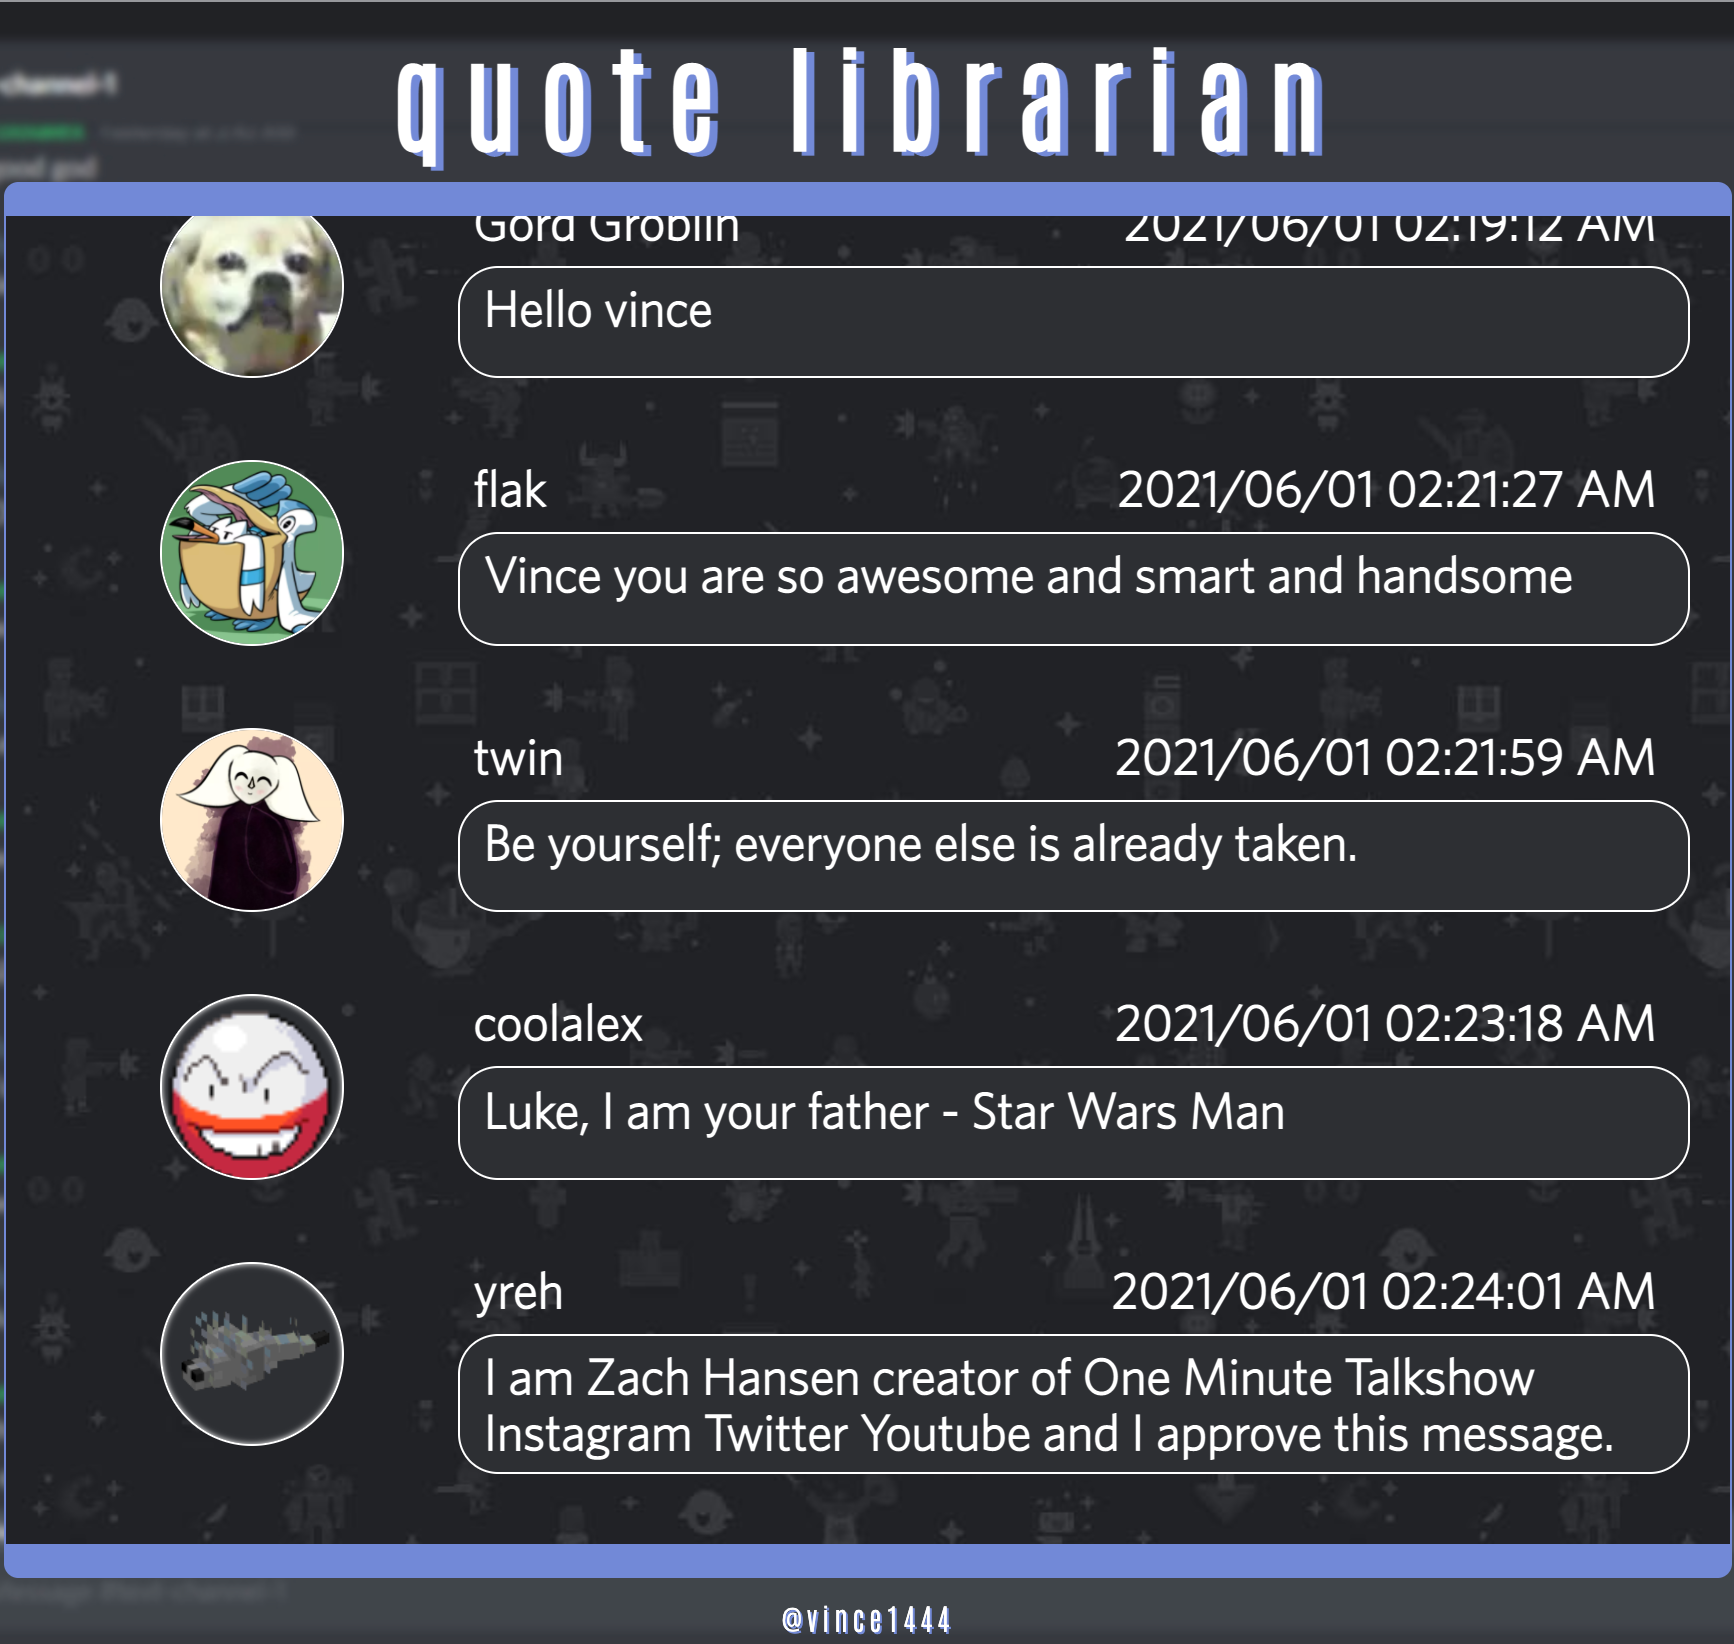 quote librarian
-channel-1
good god
Gord Groblin 2021/06/01 02:19:12 AM
Hello vince
flak 2021/06/01 02:21:27 AM
Vince you are so awesome and smart and handsome
twin 2021/06/01 02:21:59 AM
Be yourself; everyone else is already taken.
coolalex 2021/06/01 02:23:18 AM
Luke, I am your father - Star Wars Man
yreh 2021/06/01 02:24:01 AM
I am Zach Hansen creator of One Minute Talkshow
Instagram Twitter Youtube and I approve this message.
@vince1444